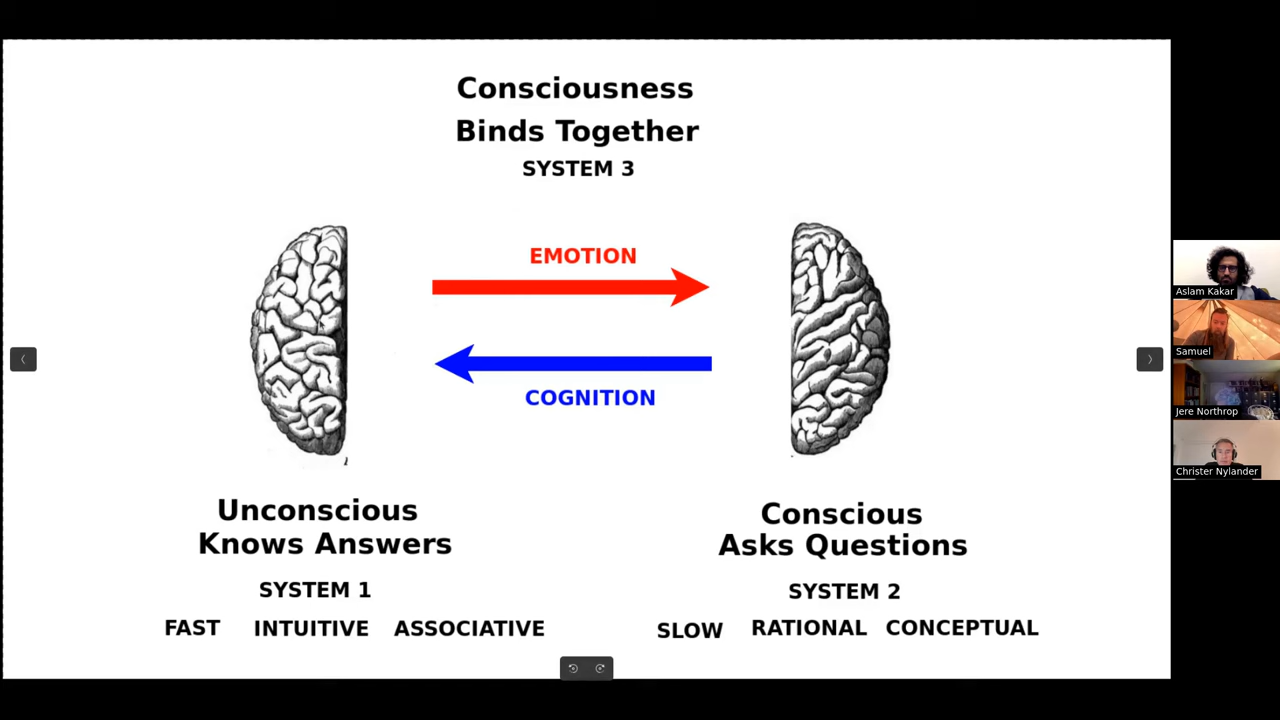 Consciousness
Binds Together
SYSTEM 3
EMOTION
COGNITION
Unconscious
Knows Answers
SYSTEM 1
FAST INTUITIVE ASSOCIATIVE
Conscious
Asks Questions
SYSTEM 2
SLOW RATIONAL CONCEPTUAL
Aslam Kakar
Samuel
Jere Northrop
Christer Nylander